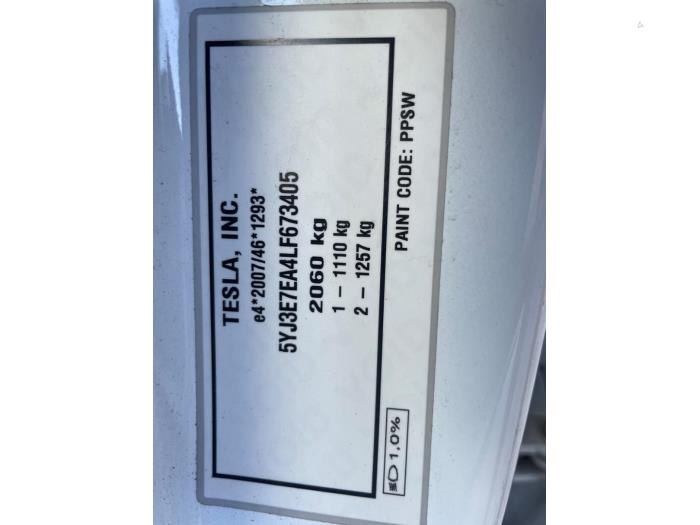 TESLA, INC.
e4*2007/46*1293*
5YJ3E7EA4LF673405
2060 kg
1 – 1110 kg
2 – 1257 kg
PAINT CODE: PPSW
1.0%